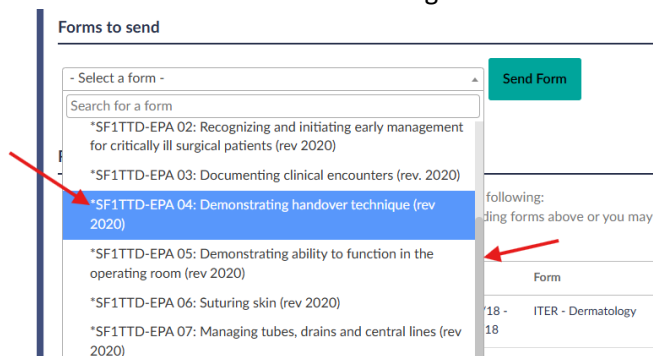 Forms to send
- Select a form -
Send Form
Search for a form
*SF1TTD-EPA 02: Recognizing and initiating early management
for critically ill surgical patients (rev 2020)
*SF1TTD-EPA 03: Documenting clinical encounters (rev. 2020)
*SF1TTD-EPA 04: Demonstrating handover technique (rev
2020)
following:
ding forms above or you may
*SF1TTD-EPA 05: Demonstrating ability to function in the
operating room (rev 2020)
Form
*SF1TTD-EPA 06: Suturing skin (rev 2020)
/18 -
ITER - Dermatology
18
*SF1TTD-EPA 07: Managing tubes, drains and central lines (rev
2020)